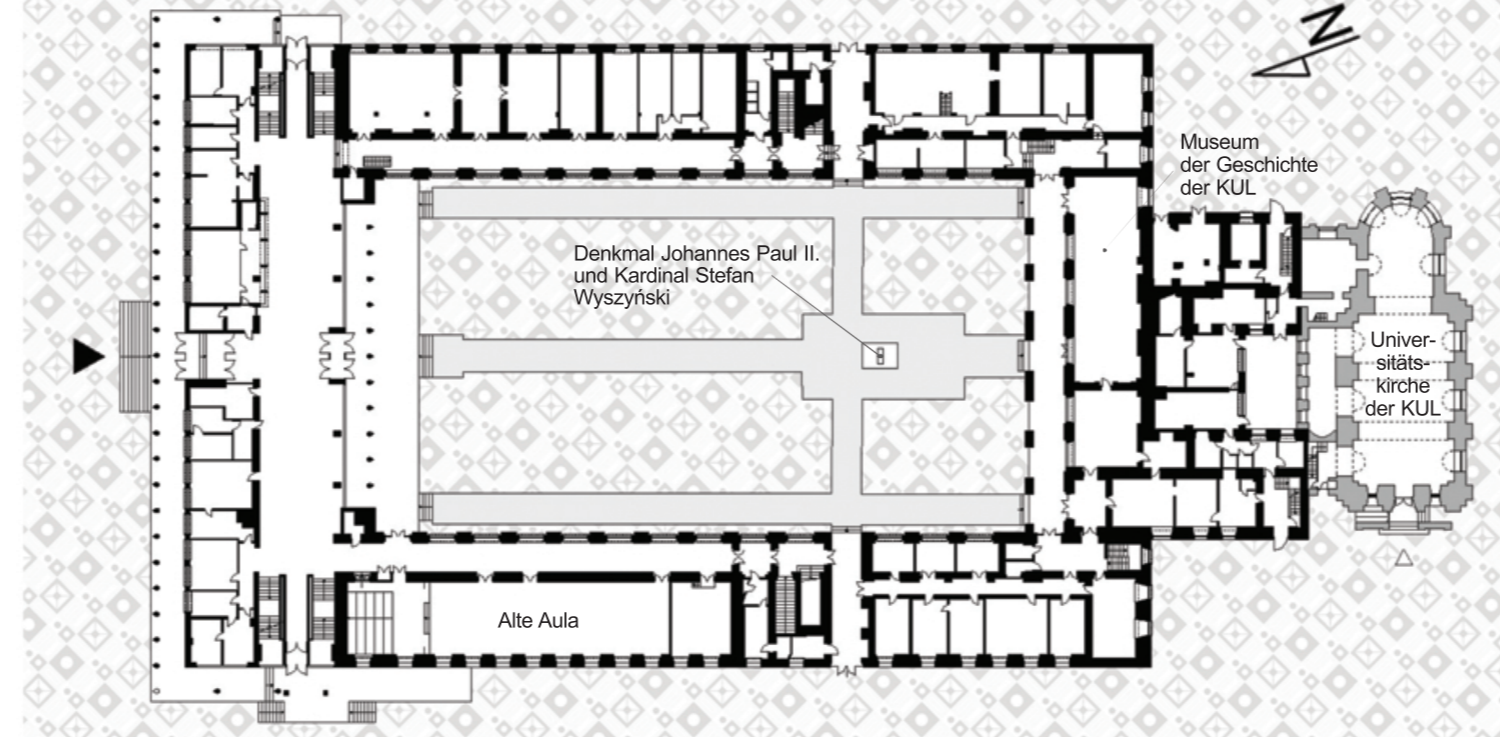 N
Museum
der Geschichte
der KUL
Denkmal Johannes Paul II.
und Kardinal Stefan
Wyszyński
Univer-
sitäts-
kirche
der KUL
Alte Aula